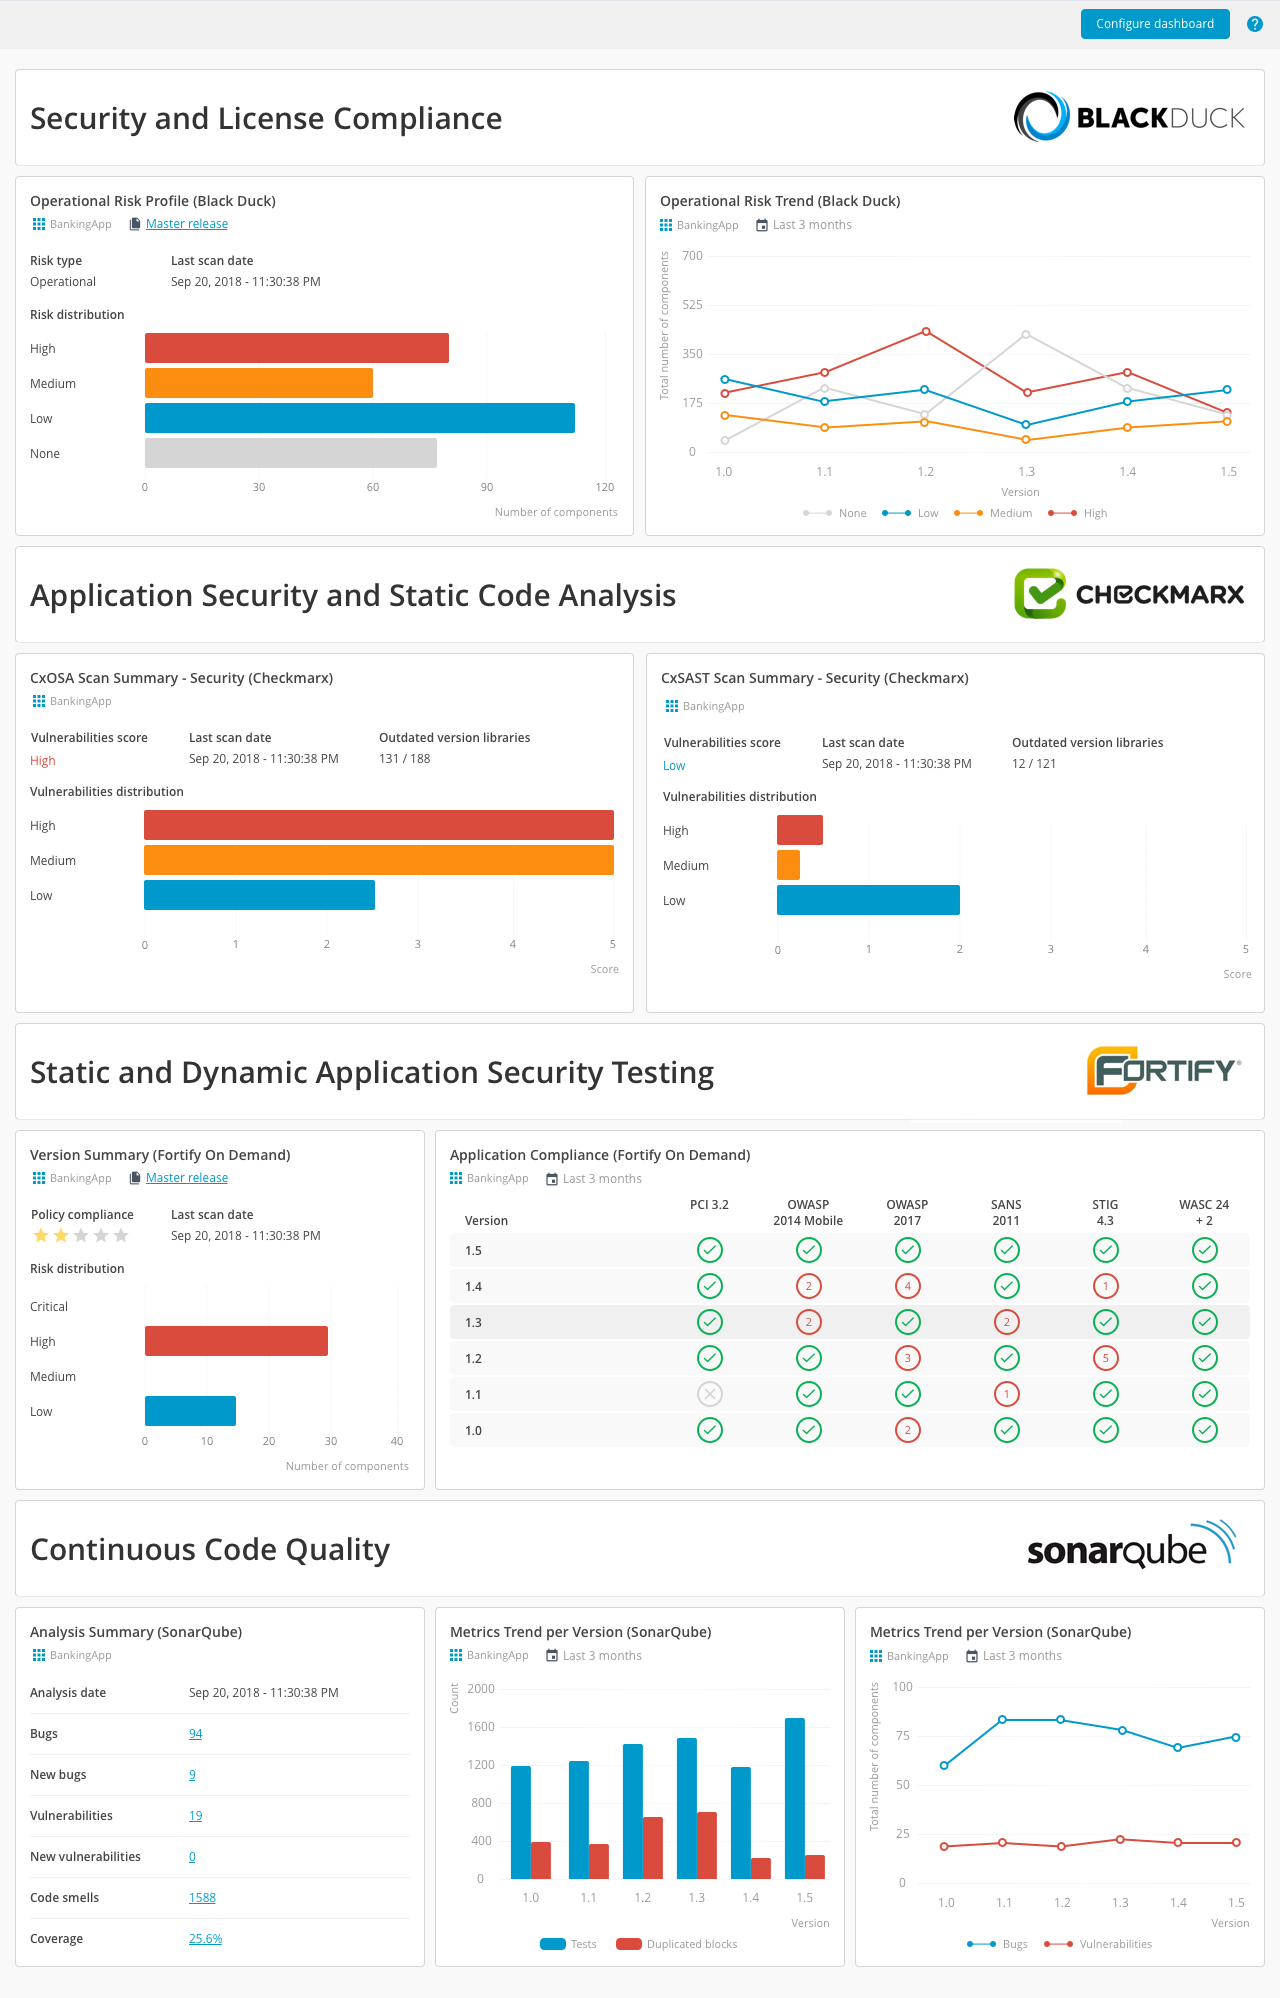 Configure dashboard ?
Security and License Compliance
BLACKDUCK
Operational Risk Profile (Black Duck)
BankingApp Master release
Risk type Last scan date
Operational Sep 20, 2018 - 11:30:38 PM
Risk distribution
High
Medium
Low
None
0 30 60 90 120
Number of components
Operational Risk Trend (Black Duck)
BankingApp Last 3 months
Total number of components
700
525
350
175
0
1.0 1.1 1.2 1.3 1.4 1.5
Version
None Low Medium High
Application Security and Static Code Analysis
CHECKMARX
CxOSA Scan Summary - Security (Checkmarx)
BankingApp
Vulnerabilities score Last scan date Outdated version libraries
High Sep 20, 2018 - 11:30:38 PM 131 / 188
Vulnerabilities distribution
High
Medium
Low
0 1 2 3 4 5
Score
CxSAST Scan Summary - Security (Checkmarx)
BankingApp
Vulnerabilities score Last scan date Outdated version libraries
Low Sep 20, 2018 - 11:30:38 PM 12 / 121
Vulnerabilities distribution
High
Medium
Low
0 1 2 3 4 5
Score
Static and Dynamic Application Security Testing
FORTIFY®
Version Summary (Fortify On Demand)
BankingApp Master release
Policy compliance Last scan date
Sep 20, 2018 - 11:30:38 PM
Risk distribution
Critical
High
Medium
Low
0 10 20 30 40
Number of components
Application Compliance (Fortify On Demand)
BankingApp Last 3 months
PCI 3.2 OWASP OWASP SANS STIG WASC 24
Version 2014 Mobile 2017 2011 4.3 + 2
1.5
1.4 2 4 1
1.3 2 2
1.2 3 5
1.1 1
1.0 2
Continuous Code Quality
sonarqube
Analysis Summary (SonarQube)
BankingApp
Analysis date Sep 20, 2018 - 11:30:38 PM
Bugs 94
New bugs 9
Vulnerabilities 19
New vulnerabilities 0
Code smells 1588
Coverage 25.6%
Metrics Trend per Version (SonarQube)
BankingApp Last 3 months
Count
2000
1600
1200
800
400
0
1.0 1.1 1.2 1.3 1.4 1.5
Version
Tests Duplicated blocks
Metrics Trend per Version (SonarQube)
BankingApp Last 3 months
Total number of components
100
75
50
25
0
1.0 1.1 1.2 1.3 1.4 1.5
Version
Bugs Vulnerabilities